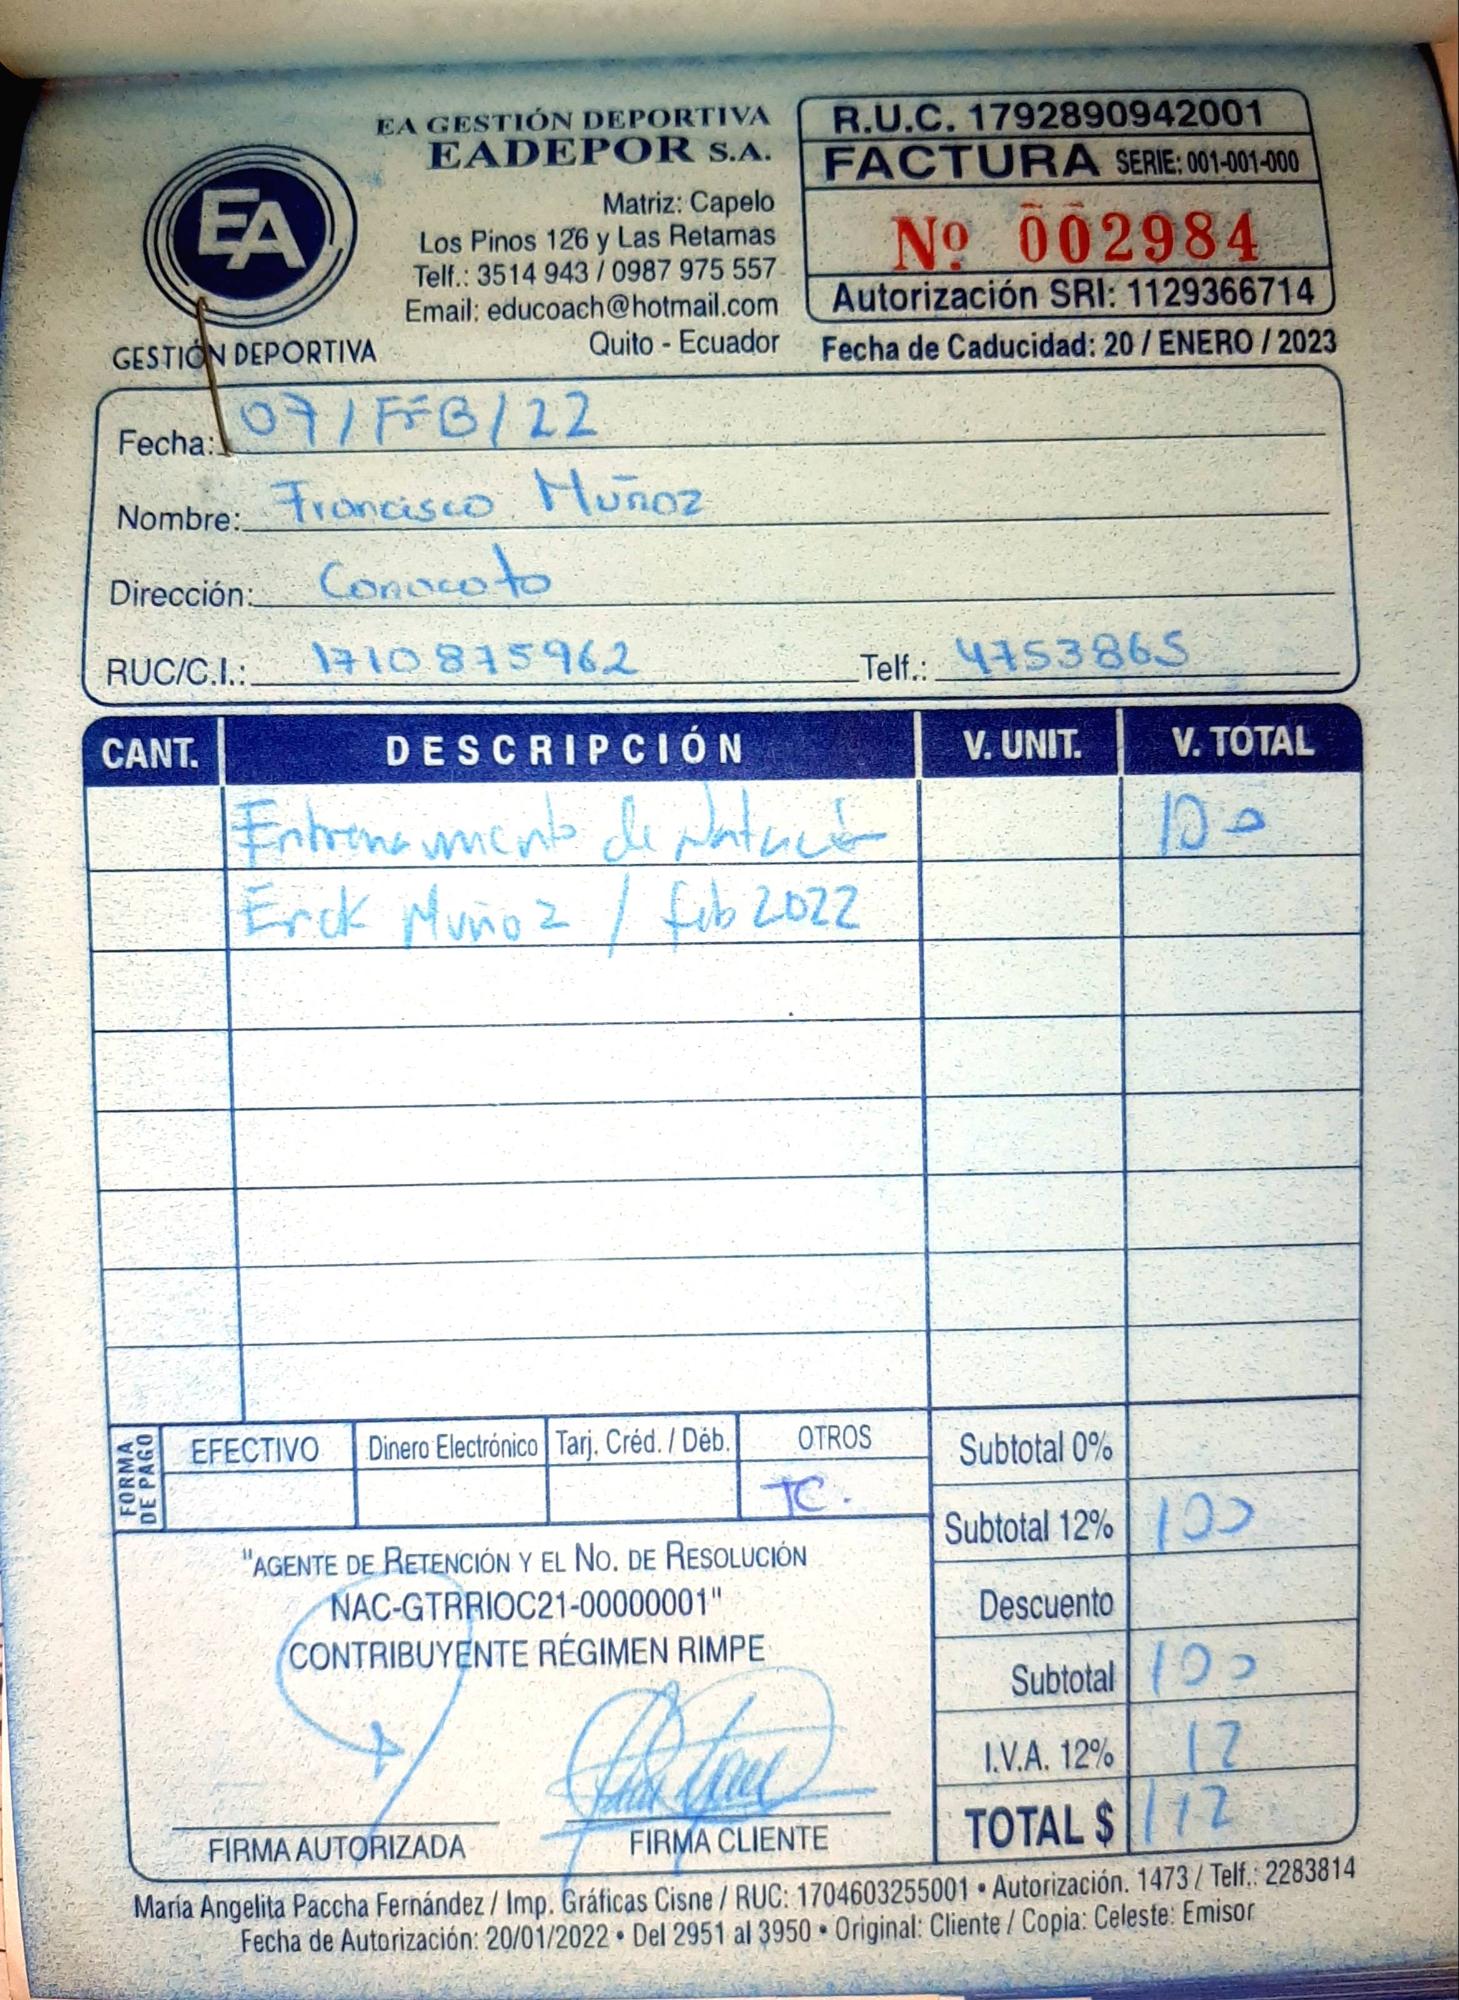 EA GESTIÓN DEPORTIVA
EADEPOR S.A.
Matriz: Capelo
Los Pinos 126 y Las Retamas
Telf.: 3514 943 / 0987 975 557
Email: educoach@hotmail.com
Quito - Ecuador
EA
GESTIÓN DEPORTIVA
R.U.C. 1792890942001
FACTURA SERIE: 001-001-000
Nº 002984
Autorización SRI: 1129366714
Fecha de Caducidad: 20 / ENERO / 2023
Fecha: 07/FEB/22
Nombre: Francisco Muñoz
Dirección: Conocoto
RUC/C.I.: 1710875962 Telf.: 4753865
CANT. DESCRIPCIÓN V. UNIT. V. TOTAL
Entrenamiento de Natación 100
Erick Muñoz / feb 2022
FORMA DE PAGO
EFECTIVO Dinero Electrónico Tarj. Créd. / Déb. OTROS
TC.
Subtotal 0%
Subtotal 12% 100
Descuento
Subtotal 100
I.V.A. 12% 12
TOTAL $ 112
"AGENTE DE RETENCIÓN Y EL NO. DE RESOLUCIÓN
NAC-GTRRIOC21-00000001"
CONTRIBUYENTE RÉGIMEN RIMPE
FIRMA AUTORIZADA FIRMA CLIENTE
María Angelita Paccha Fernández / Imp. Gráficas Cisne / RUC: 1704603255001 • Autorización. 1473 / Telf.: 2283814
Fecha de Autorización: 20/01/2022 • Del 2951 al 3950 • Original: Cliente / Copia: Celeste: Emisor